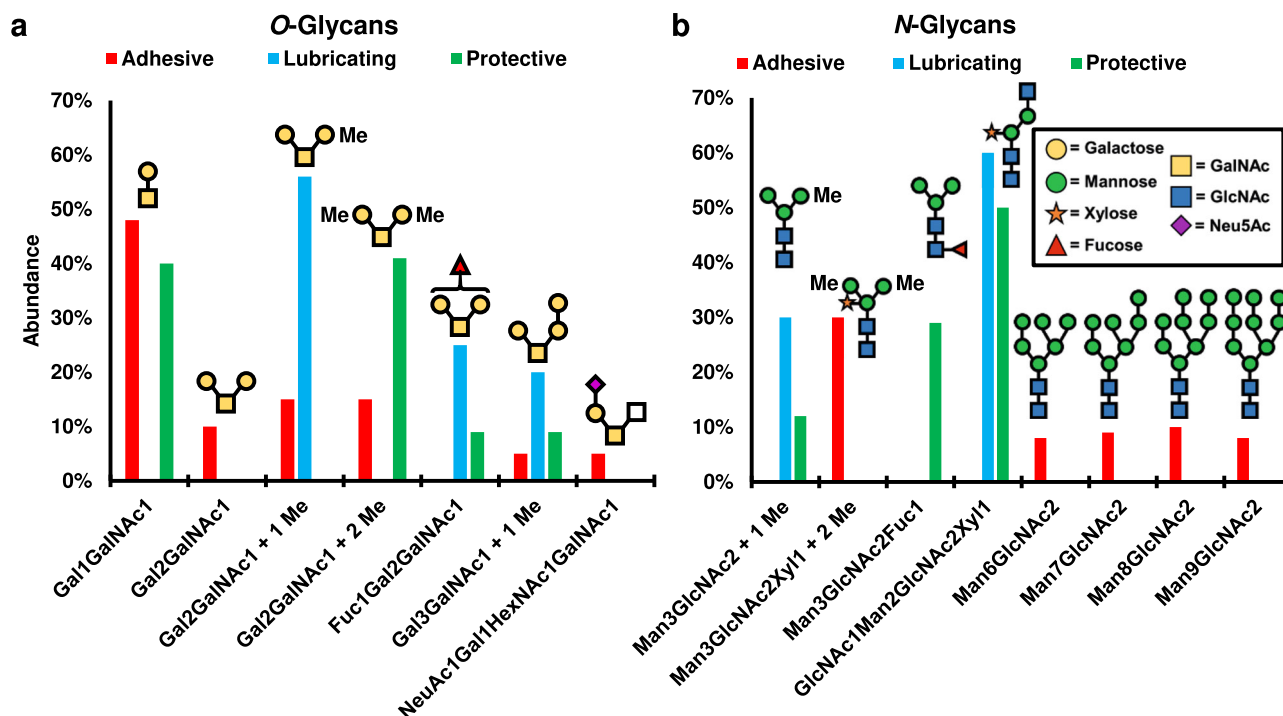 a
O-Glycans
Adhesive
Lubricating
Protective
Abundance
70%
60%
50%
40%
30%
20%
10%
0%
Me
Me
Me
Gal1GalNAc1
Gal2GalNAc1
Gal2GalNAc1 + 1 Me
Gal2GalNAc1 + 2 Me
Fuc1Gal2GalNAc1
Gal3GalNAc1 + 1 Me
NeuAc1Gal1HexNAc1GalNAc1
b
N-Glycans
Adhesive
Lubricating
Protective
70%
60%
50%
40%
30%
20%
10%
0%
Me
Me
Me
= Galactose
= Mannose
= Xylose
= Fucose
= GalNAc
= GlcNAc
= Neu5Ac
Man3GlcNAc2 + 1 Me
Man3GlcNAc2Xyl1 + 2 Me
Man3GlcNAc2Fuc1
GlcNAc1Man2GlcNAc2Xyl1
Man6GlcNAc2
Man7GlcNAc2
Man8GlcNAc2
Man9GlcNAc2